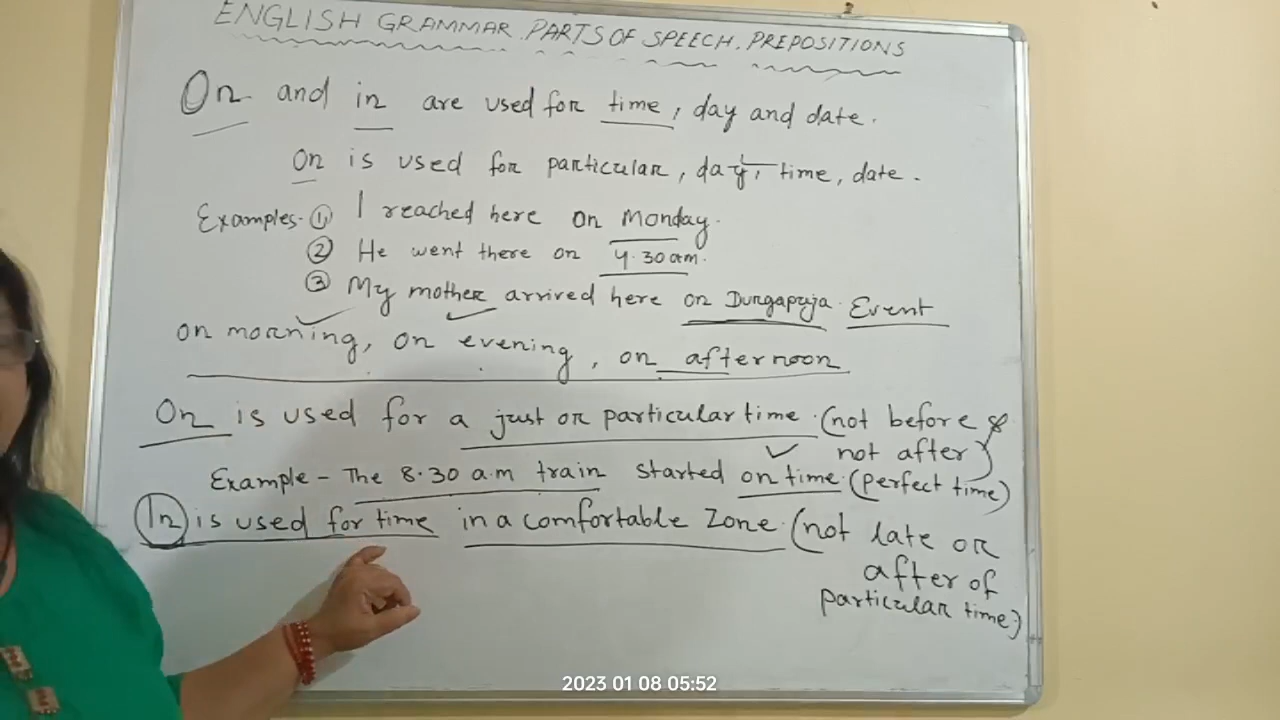 ENGLISH GRAMMAR. PARTS OF SPEECH. PREPOSITIONS
On and in are used for time, day and date.
On is used for particular, day, time, date.
Examples- ① I reached here on Monday.
② He went there on 4.30 am.
③ My mother arrived here on Durgapuja. Event
on morning, on evening, on afternoon
On is used for a just or particular time. (not before & not after)
Example - The 8.30 a.m train started on time. (perfect time)
In is used for time in a comfortable Zone. (not late or
after of
particular time.)
2023 01 08 05:52